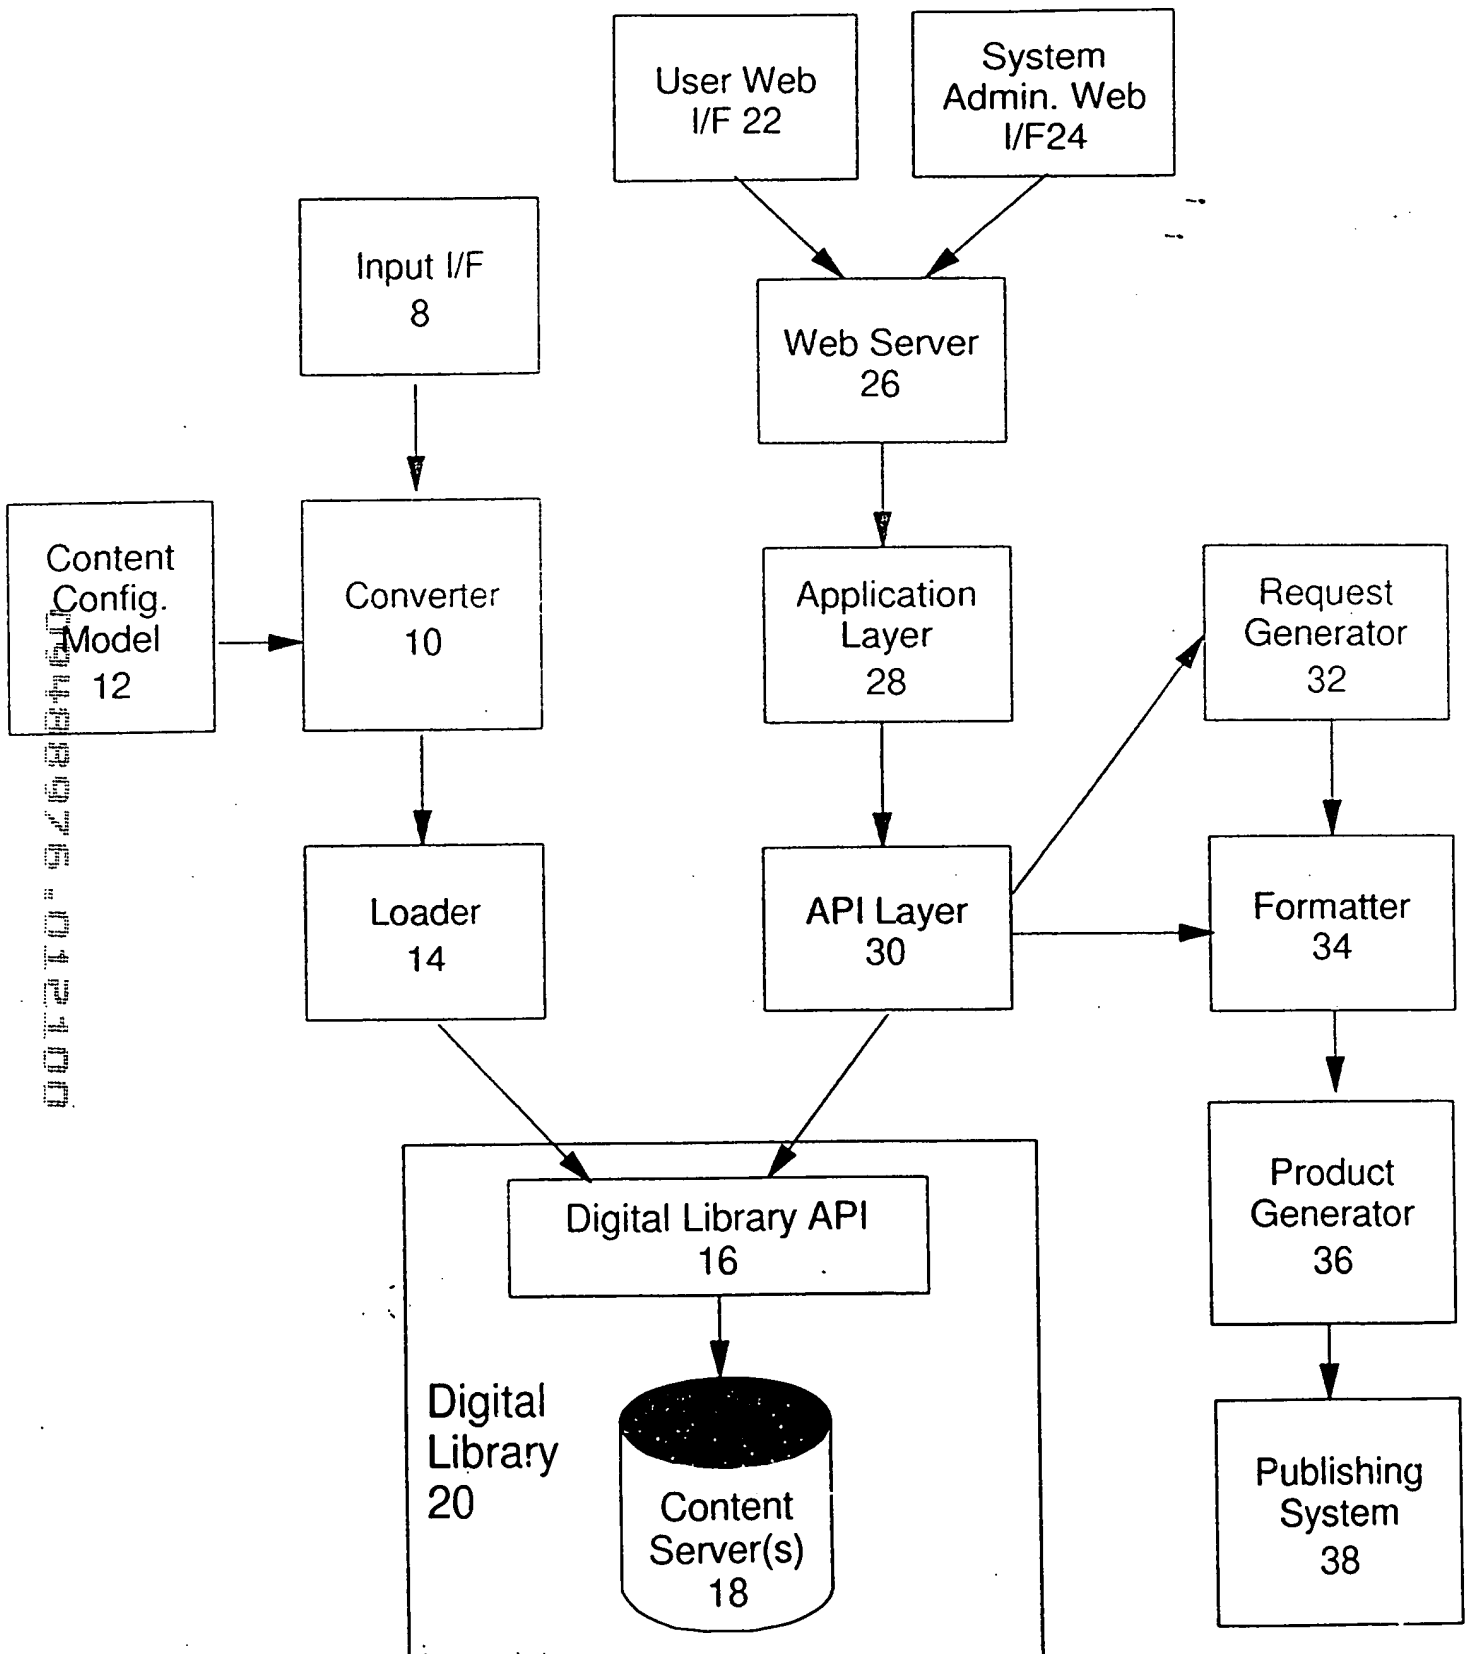 User Web
I/F 22
System
Admin. Web
I/F24
Input I/F
8
Web Server
26
Content
Config.
Model
12
Converter
10
Application
Layer
28
Request
Generator
32
Loader
14
API Layer
30
Formatter
34
Digital Library API
16
Product
Generator
36
Digital
Library
20
Content
Server(s)
18
Publishing
System
38
09488976.012100